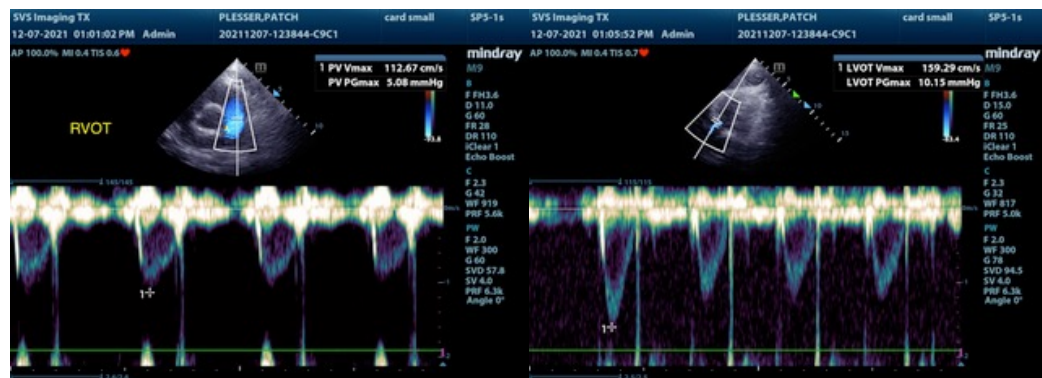 SVS Imaging TX PLESSER,PATCH card small SP5-1s
12-07-2021 01:01:02 PM Admin 20211207-123844-C9C1
AP 100.0% MI 0.4 TIS 0.6
mindray
M9
1 PV Vmax 112.67 cm/s
PV PGmax 5.08 mmHg
RVOT
B
F FH3.6
D 11.0
G 60
FR 28
DR 110
iClear 1
Echo Boost
C
F 2.3
G 42
WF 919
PRF 5.6k
PW
F 2.0
WF 300
G 60
SVD 57.8
SV 4.0
PRF 6.3k
Angle 0°
10
145/145
1
SVS Imaging TX PLESSER,PATCH card small SP5-1s
12-07-2021 01:05:52 PM Admin 20211207-123844-C9C1
AP 100.0% MI 0.4 TIS 0.7
mindray
M9
1 LVOT Vmax 159.29 cm/s
LVOT PGmax 10.15 mmHg
B
F FH3.6
D 15.0
G 60
FR 25
DR 110
iClear 1
Echo Boost
C
F 2.3
G 32
WF 817
PRF 5.0k
PW
F 2.0
WF 300
G 78
SVD 94.5
SV 4.0
PRF 6.3k
Angle 0°
10
115/115
1